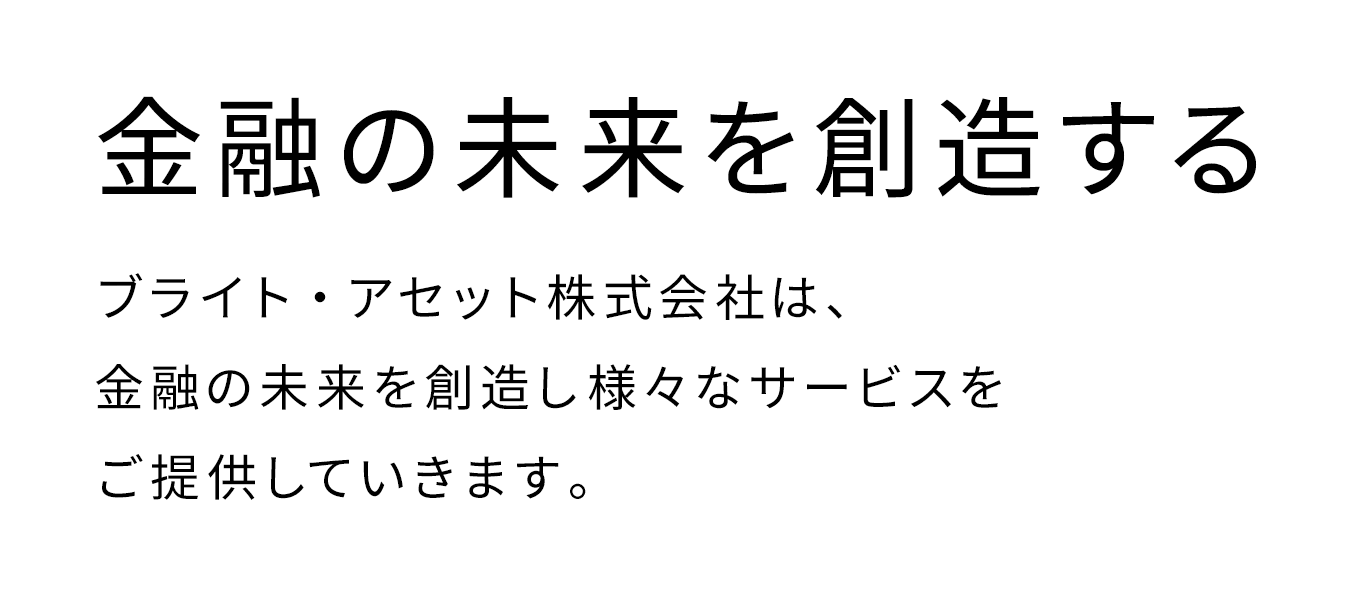 金融の未来を創造する
ブライト・アセット株式会社は、
金融の未来を創造し様々なサービスを
ご提供していきます。